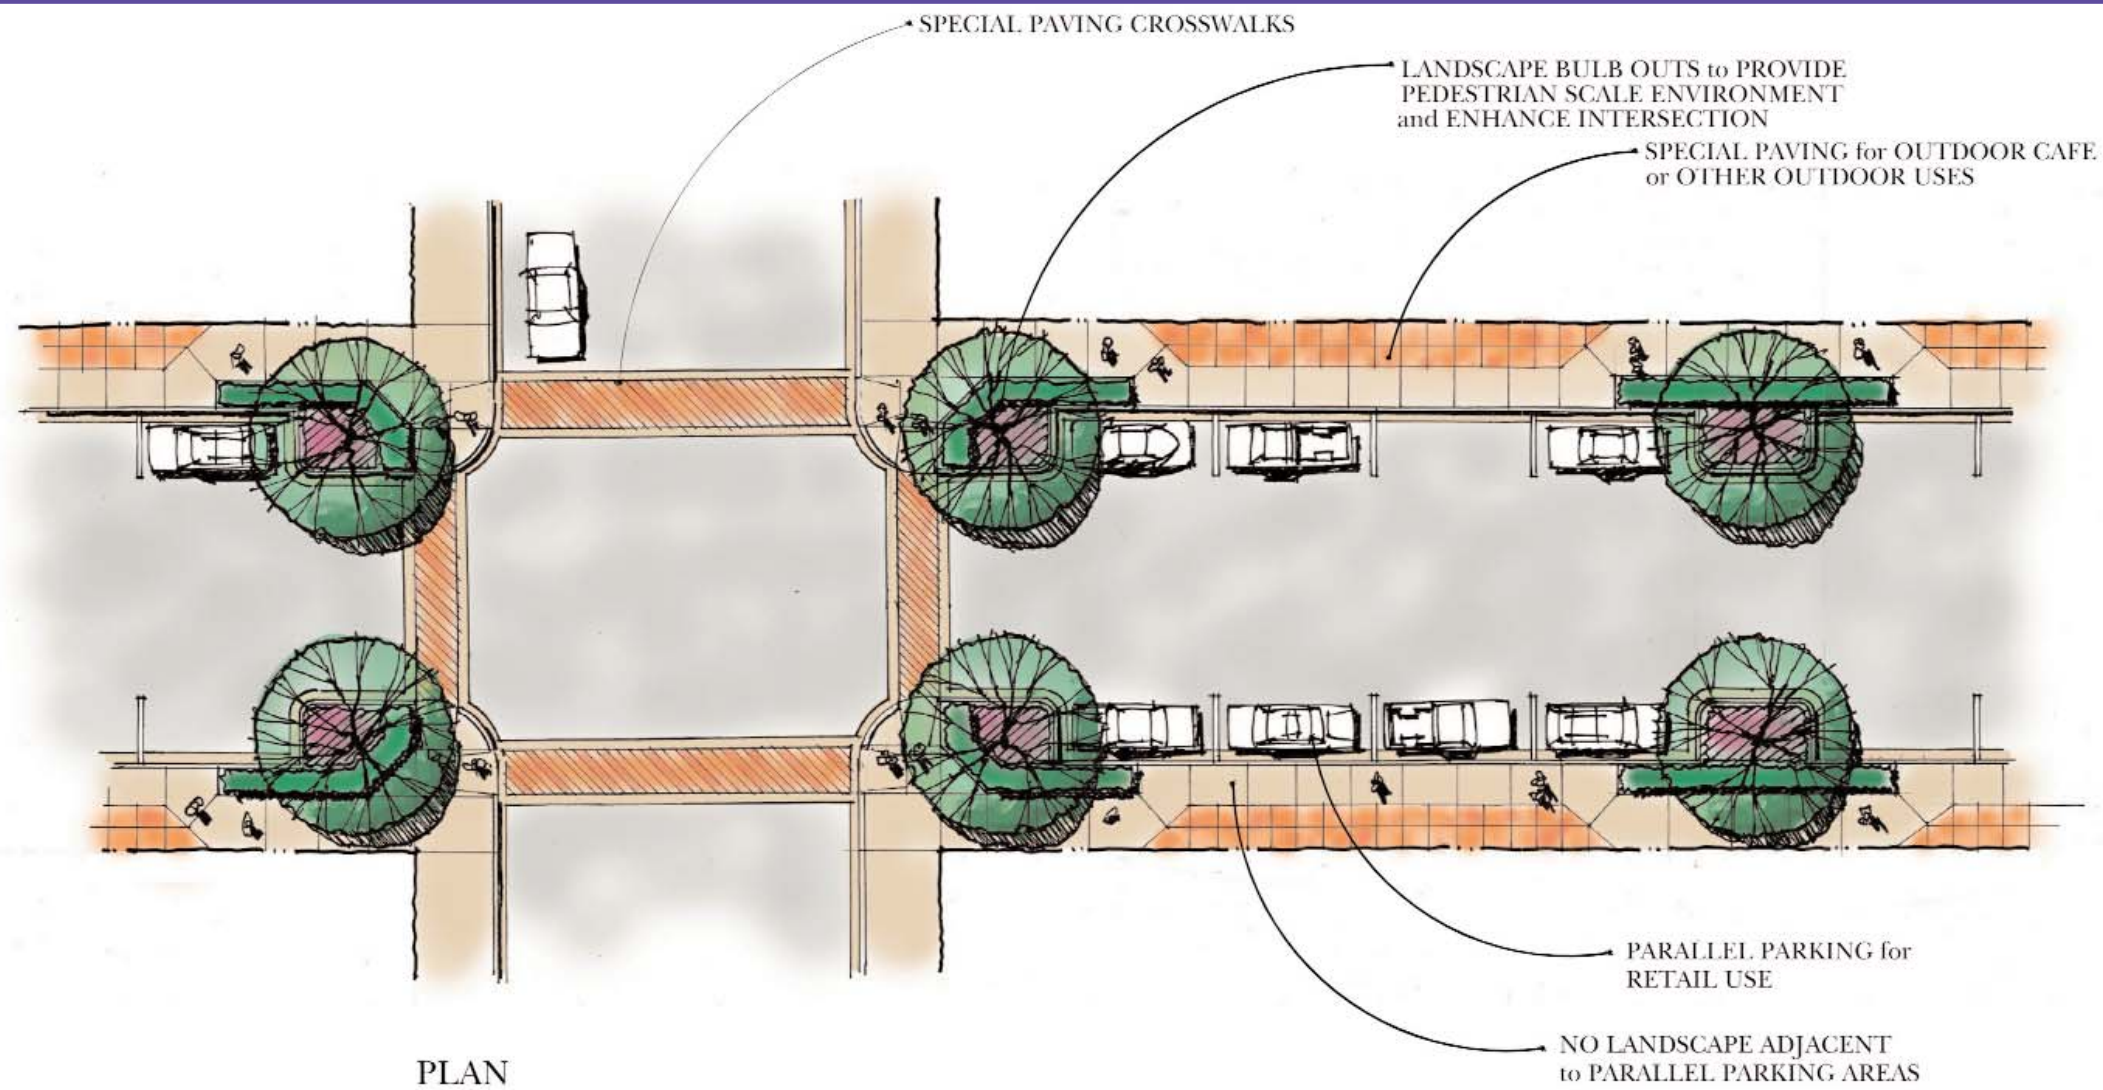 SPECIAL PAVING CROSSWALKS
LANDSCAPE BULB OUTS to PROVIDE
PEDESTRIAN SCALE ENVIRONMENT
and ENHANCE INTERSECTION
SPECIAL PAVING for OUTDOOR CAFE
or OTHER OUTDOOR USES
PARALLEL PARKING for
RETAIL USE
NO LANDSCAPE ADJACENT
to PARALLEL PARKING AREAS
PLAN